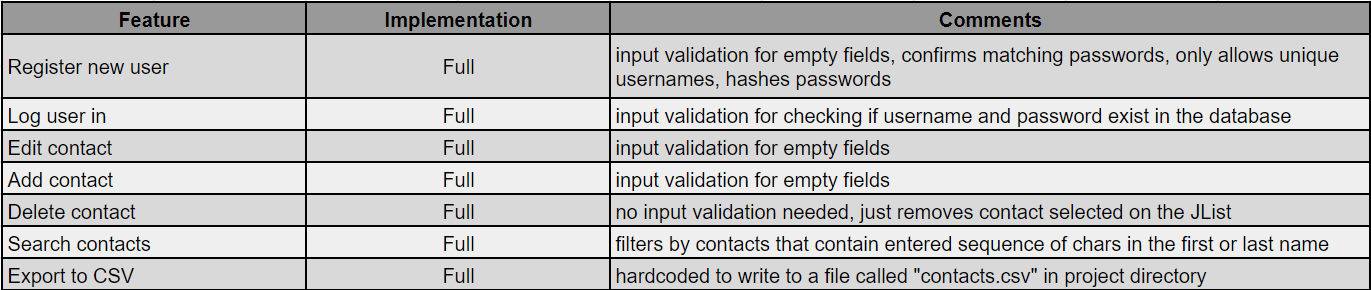 Feature Implementation Comments
Register new user Full input validation for empty fields, confirms matching passwords, only allows unique
usernames, hashes passwords
Log user in Full input validation for checking if username and password exist in the database
Edit contact Full input validation for empty fields
Add contact Full input validation for empty fields
Delete contact Full no input validation needed, just removes contact selected on the JList
Search contacts Full filters by contacts that contain entered sequence of chars in the first or last name
Export to CSV Full hardcoded to write to a file called "contacts.csv" in project directory